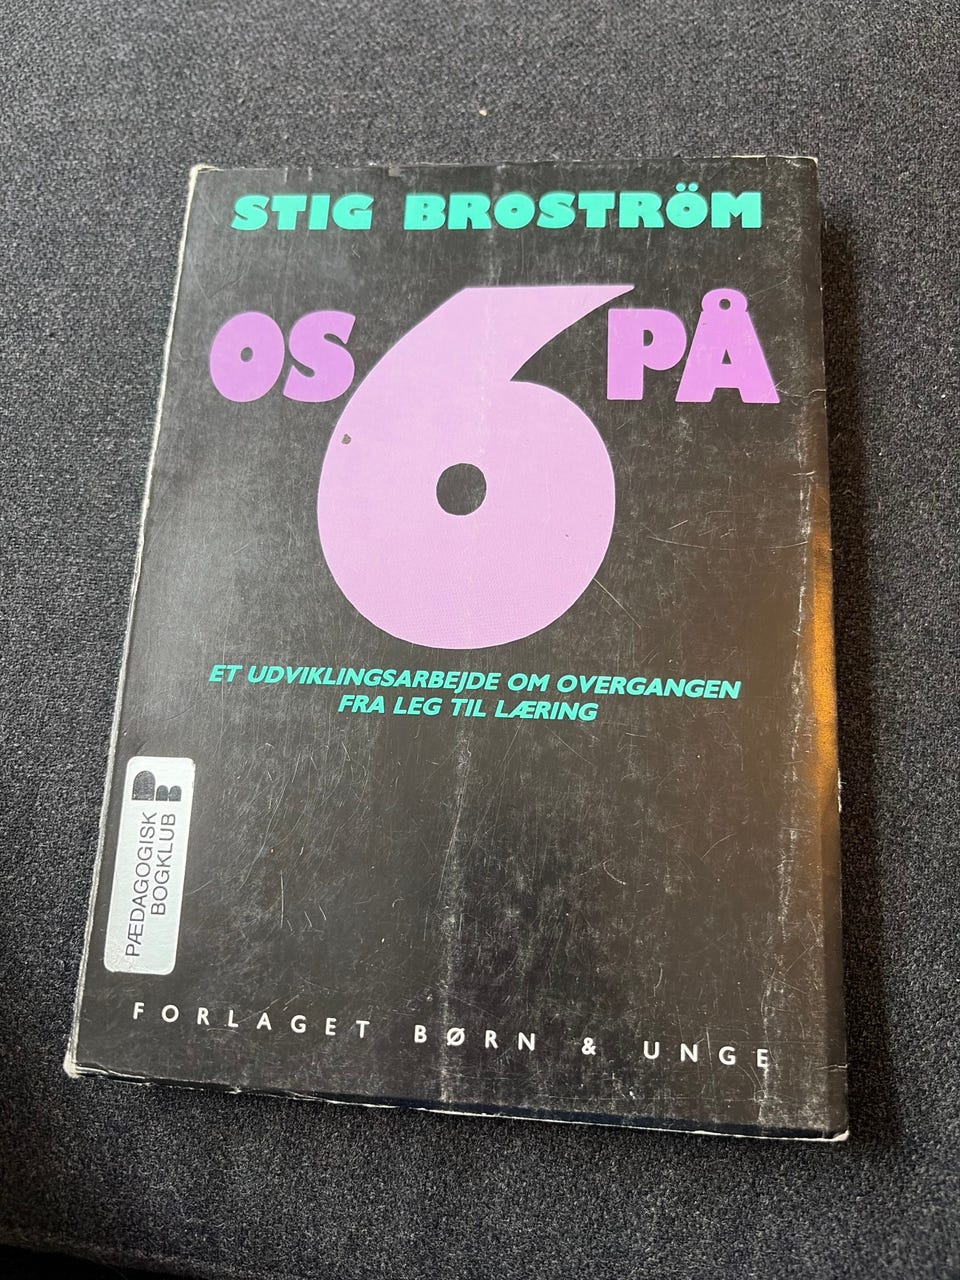 STIG BROSTRÖM
OS 6 PÅ
ET UDVIKLINGSARBEJDE OM OVERGANGEN
FRA LEG TIL LÆRING
PÆDAGOGISK
BOGKLUB
FORLAGET BØRN & UNGE